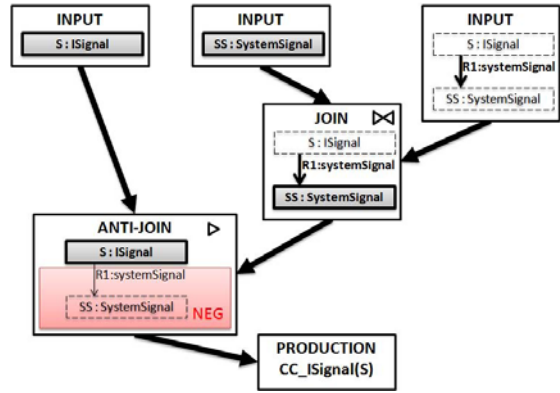 INPUT
S : ISignal
INPUT
SS : SystemSignal
INPUT
S : ISignal
R1:systemSignal
SS : SystemSignal
JOIN
S : ISignal
R1:systemSignal
SS : SystemSignal
ANTI-JOIN
S : ISignal
R1:systemSignal
SS : SystemSignal
NEG
PRODUCTION
CC_ISignal(S)